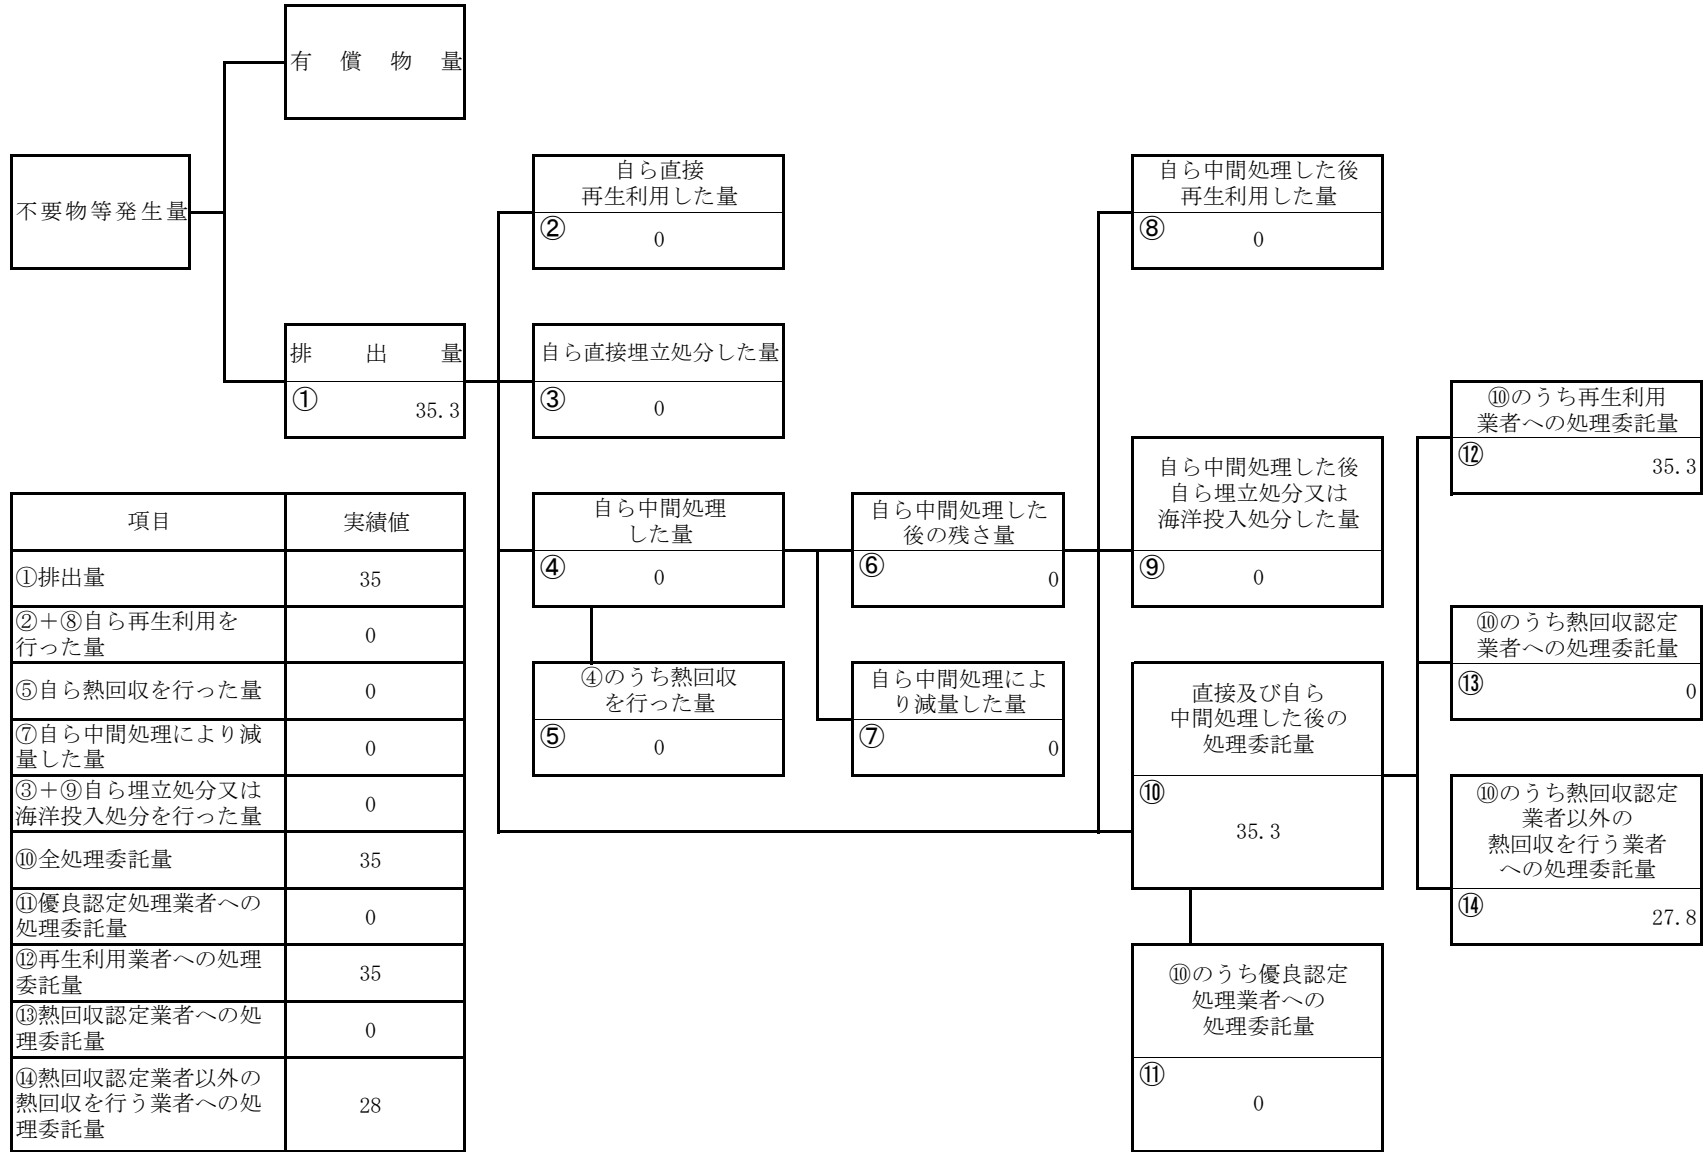 有償物量
不要物等発生量
排出量
①
35.3
自ら直接
再生利用した量
②
0
自ら直接埋立処分した量
③
0
自ら中間処理
した量
④
0
④のうち熱回収
を行った量
⑤
0
自ら中間処理した
後の残さ量
⑥
0
自ら中間処理によ
り減量した量
⑦
0
自ら中間処理した後
再生利用した量
⑧
0
自ら中間処理した後
自ら埋立処分又は
海洋投入処分した量
⑨
0
直接及び自ら
中間処理した後の
処理委託量
⑩
35.3
⑩のうち優良認定
処理業者への
処理委託量
⑪
0
⑩のうち再生利用
業者への処理委託量
⑫
35.3
⑩のうち熱回収認定
業者への処理委託量
⑬
0
⑩のうち熱回収認定
業者以外の
熱回収を行う業者
への処理委託量
⑭
27.8
項目 実績値
①排出量 35
②＋⑧自ら再生利用を
行った量 0
⑤自ら熱回収を行った量 0
⑦自ら中間処理により減
量した量 0
③＋⑨自ら埋立処分又は
海洋投入処分を行った量 0
⑩全処理委託量 35
⑪優良認定処理業者への
処理委託量 0
⑫再生利用業者への処理
委託量 35
⑬熱回収認定業者への処
理委託量 0
⑭熱回収認定業者以外の
熱回収を行う業者への処
理委託量 28